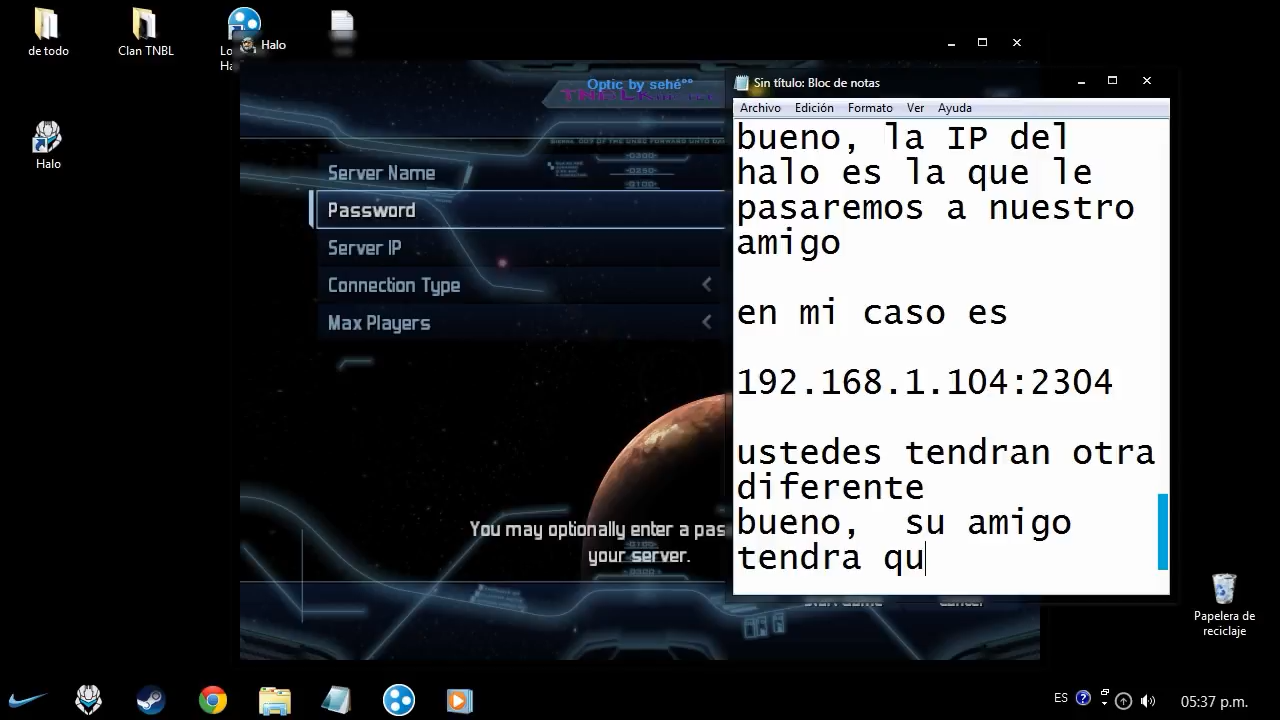 de todo
Clan TNBL
Lo
Ha
Halo
Halo
Optic by sehéºº
Server Name
Password
Server IP
Connection Type
Max Players
You may optionally enter a pas
your server.
Sin título: Bloc de notas
Archivo Edición Formato Ver Ayuda
bueno, la IP del
halo es la que le
pasaremos a nuestro
amigo
en mi caso es
192.168.1.104:2304
ustedes tendran otra
diferente
bueno,  su amigo
tendra qu
Papelera de
reciclaje
ES
05:37 p.m.